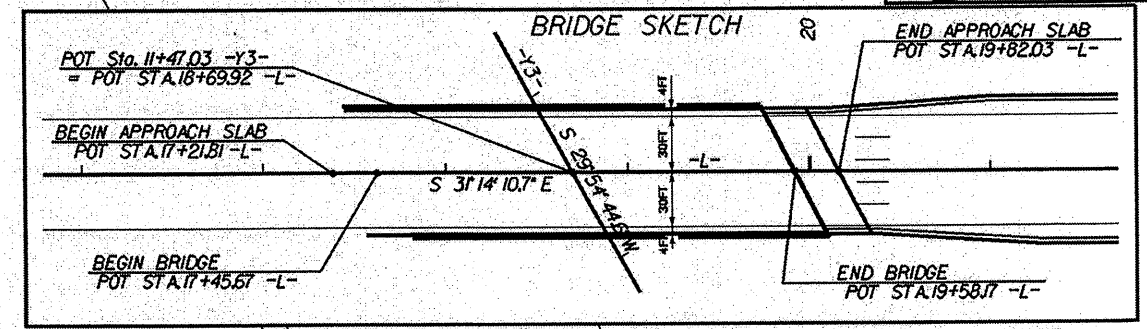 BRIDGE SKETCH
20
POT Sta. 11+47.03 -Y3-
= POT STA.18+69.92 -L-
-Y3-
END APPROACH SLAB
POT STA.19+82.03 -L-
4FT
BEGIN APPROACH SLAB
POT STA.17+21.81 -L-
30FT
-L-
S 31° 14' 10.7" E
S 29° 54' 44.6" W
30FT
4FT
BEGIN BRIDGE
POT STA.17+45.67 -L-
END BRIDGE
POT STA.19+58.17 -L-